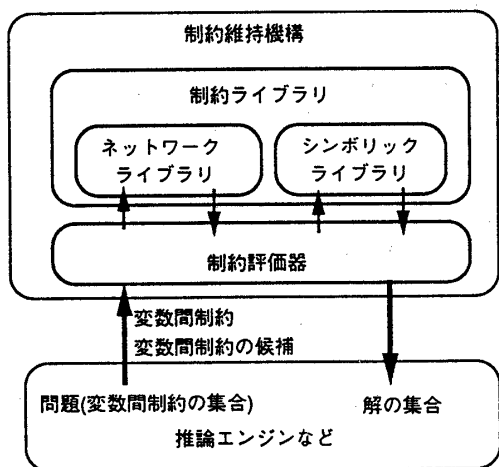 制約維持機構
制約ライブラリ
ネットワーク
ライブラリ
シンボリック
ライブラリ
制約評価器
変数間制約
変数間制約の候補
問題(変数間制約の集合)
解の集合
推論エンジンなど